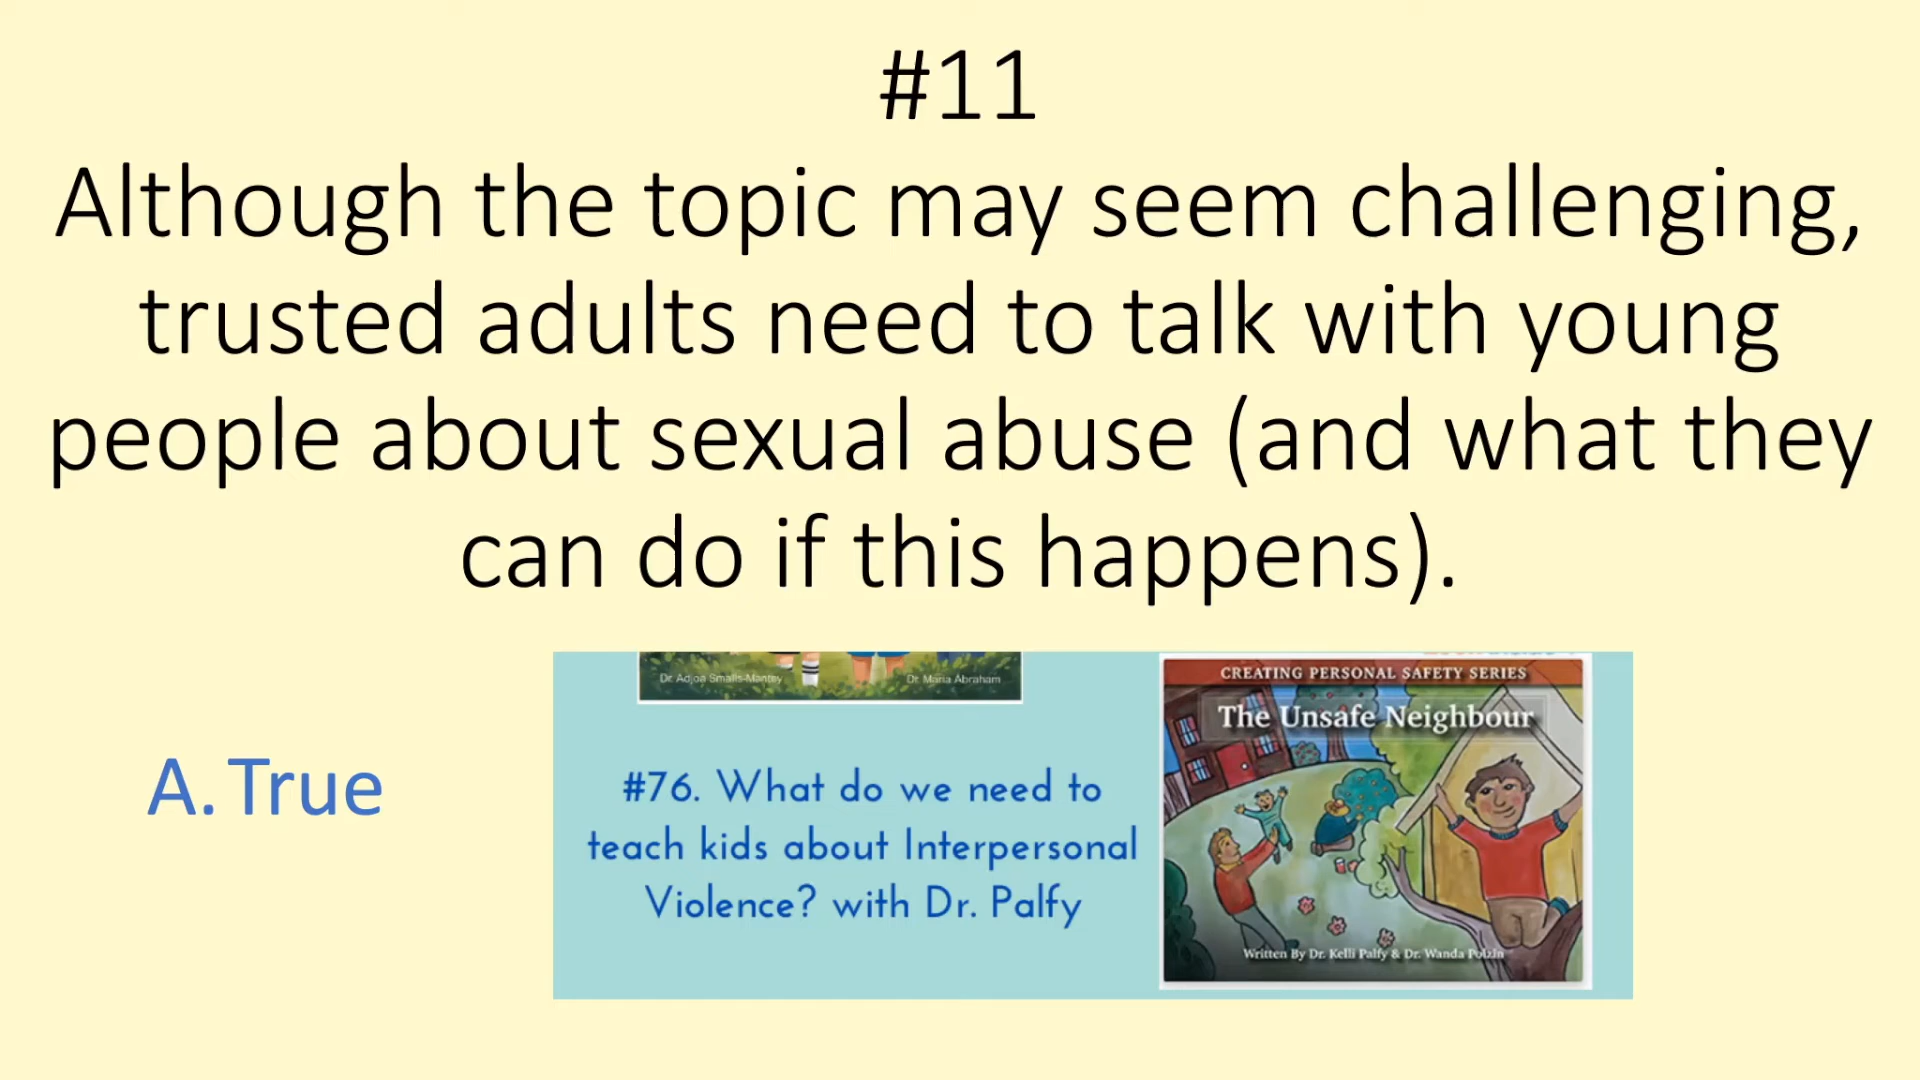 #11
Although the topic may seem challenging,
trusted adults need to talk with young
people about sexual abuse (and what they
can do if this happens).
A. True
Dr. Adjoa Smalls-Mantey
Dr. Maria Abraham
#76. What do we need to
teach kids about Interpersonal
Violence? with Dr. Palfy
CREATING PERSONAL SAFETY SERIES
The Unsafe Neighbour
Written By Dr. Kelli Palfy & Dr. Wanda Polzin